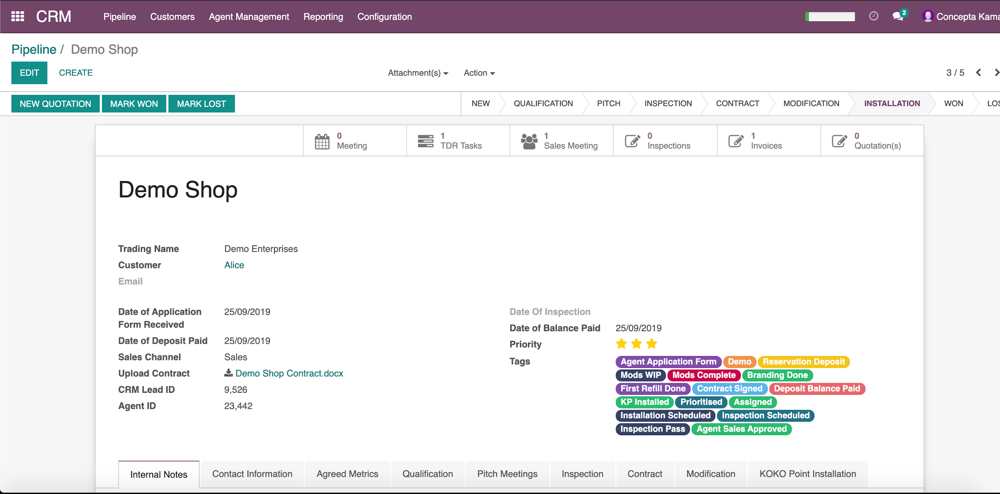 CRM Pipeline Customers Agent Management Reporting Configuration 2 Concepta Kama
Pipeline / Demo Shop
EDIT CREATE Attachment(s) Action 3 / 5
NEW QUOTATION MARK WON MARK LOST NEW QUALIFICATION PITCH INSPECTION CONTRACT MODIFICATION INSTALLATION WON LOS
0 1 1 0 1 0
Meeting TDR Tasks Sales Meeting Inspections Invoices Quotation(s)
Demo Shop
Trading Name Demo Enterprises
Customer Alice
Email
Date of Application 25/09/2019 Date Of Inspection
Form Received
Date of Balance Paid 25/09/2019
Date of Deposit Paid 25/09/2019 Priority
Sales Channel Sales Tags Agent Application Form Demo Reservation Deposit
Upload Contract Demo Shop Contract.docx Mods WIP Mods Complete Branding Done
CRM Lead ID 9,526 First Refill Done Contract Signed Deposit Balance Paid
Agent ID 23,442 KP Installed Prioritised Assigned
Installation Scheduled Inspection Scheduled
Inspection Pass Agent Sales Approved
Internal Notes Contact Information Agreed Metrics Qualification Pitch Meetings Inspection Contract Modification KOKO Point Installation